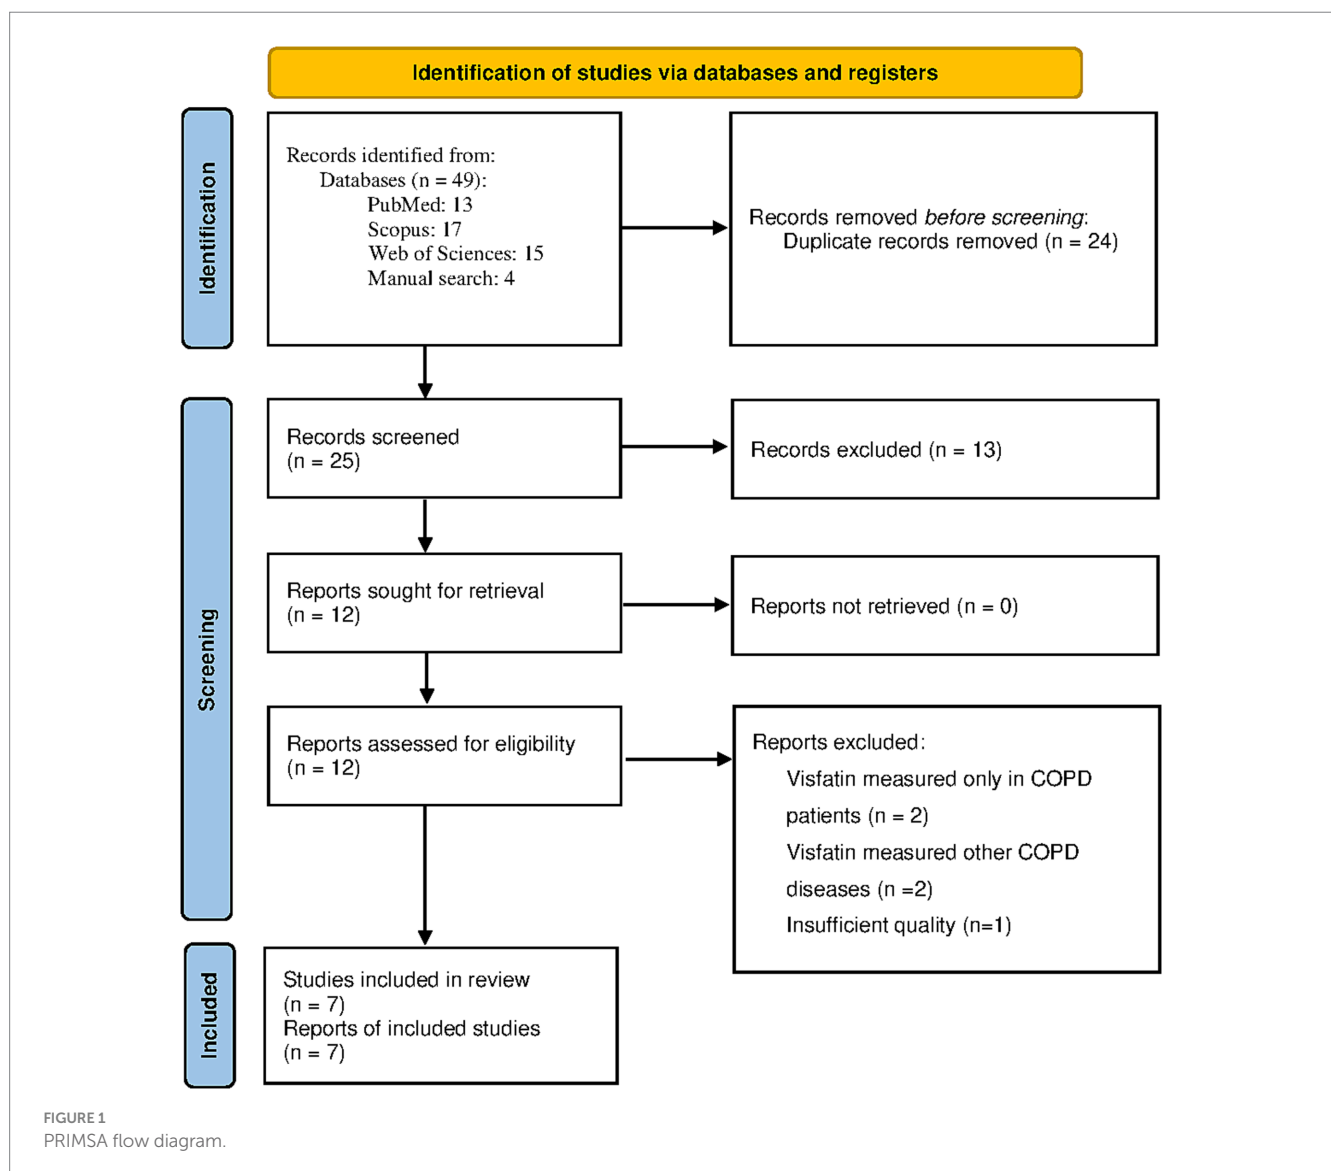 Identification of studies via databases and registers
Identification
Records identified from:
Databases (n = 49):
PubMed: 13
Scopus: 17
Web of Sciences: 15
Manual search: 4
Records removed before screening:
Duplicate records removed (n = 24)
Screening
Records screened
(n = 25)
Records excluded (n = 13)
Reports sought for retrieval
(n = 12)
Reports not retrieved (n = 0)
Reports assessed for eligibility
(n = 12)
Reports excluded:
Visfatin measured only in COPD
patients (n = 2)
Visfatin measured other COPD
diseases (n =2)
Insufficient quality (n=1)
Included
Studies included in review
(n = 7)
Reports of included studies
(n = 7)
FIGURE 1
PRIMSA flow diagram.